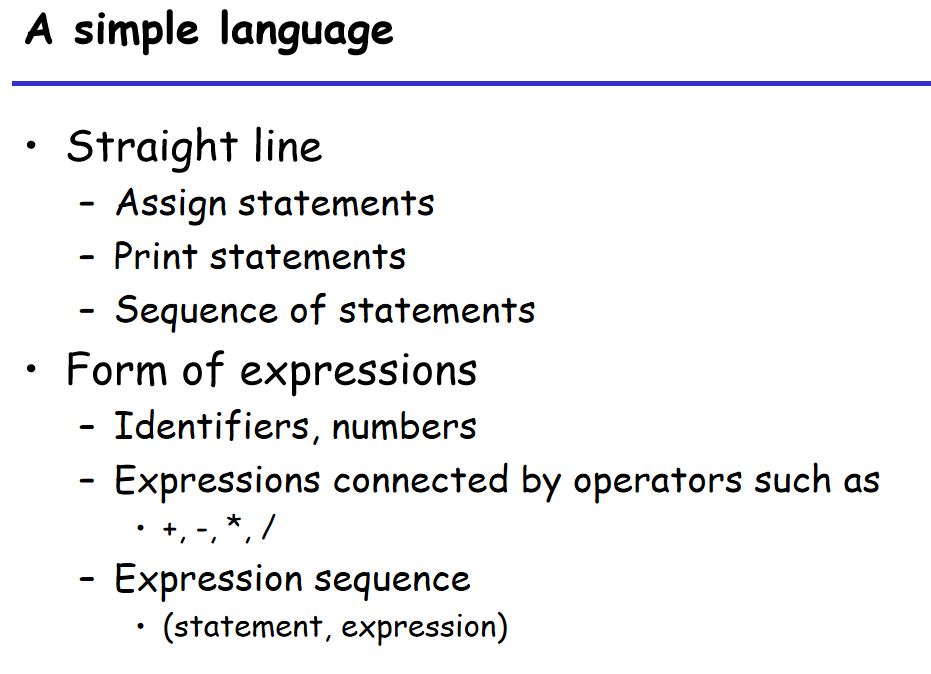 A simple language
• Straight line
– Assign statements
– Print statements
– Sequence of statements
• Form of expressions
– Identifiers, numbers
– Expressions connected by operators such as
• +, -, *, /
– Expression sequence
• (statement, expression)